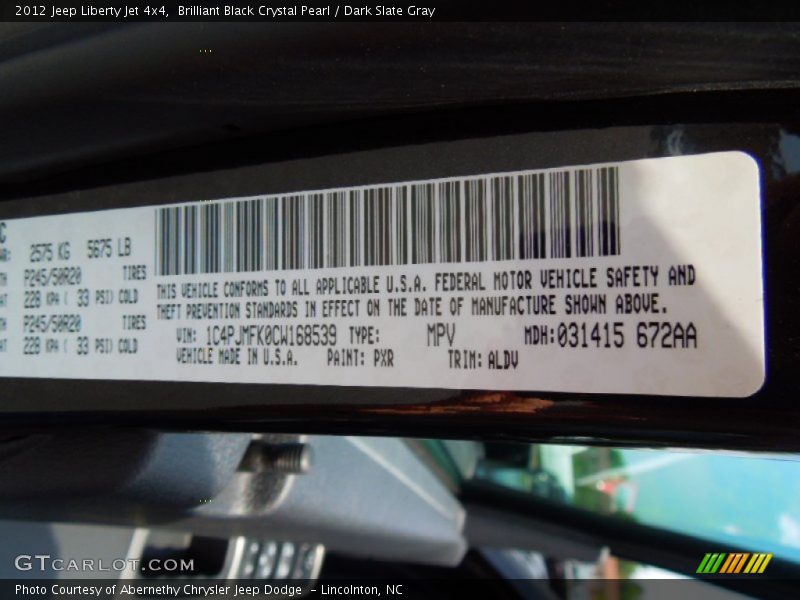 2012 Jeep Liberty Jet 4x4, Brilliant Black Crystal Pearl / Dark Slate Gray
2575 KG 5675 LB
P245/50R20 TIRES
228 KPA ( 33 PSI) COLD
P245/50R20 TIRES
228 KPA ( 33 PSI) COLD
THIS VEHICLE CONFORMS TO ALL APPLICABLE U.S.A. FEDERAL MOTOR VEHICLE SAFETY AND
THEFT PREVENTION STANDARDS IN EFFECT ON THE DATE OF MANUFACTURE SHOWN ABOVE.
VIN: 1C4PJMFK0CW168539 TYPE: MPV MDH:031415 672AA
VEHICLE MADE IN U.S.A. PAINT: PXR TRIM: ALDV
GTCARLOT.COM
Photo Courtesy of Abernethy Chrysler Jeep Dodge - Lincolnton, NC